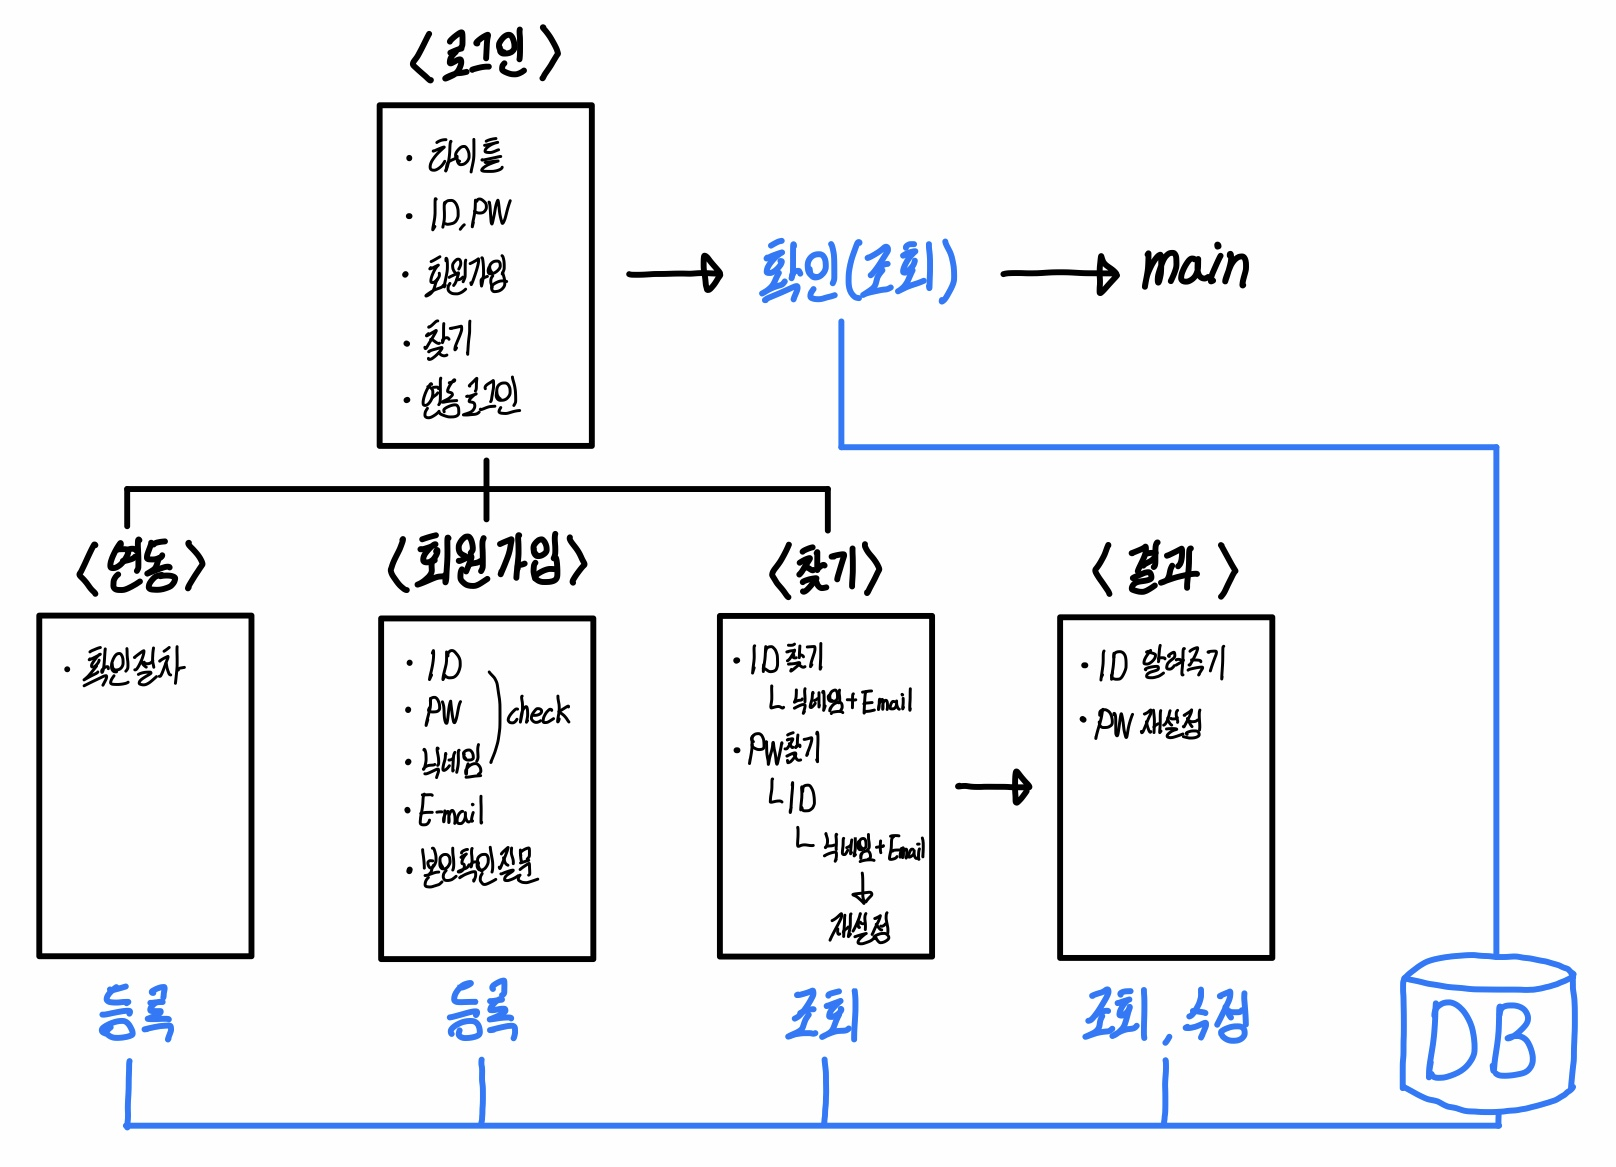 <로그인>
· 타이틀
· ID, PW
· 회원가입
· 찾기
· 연동로그인
확인(조회)
main
<연동>
· 확인절차
등록
<회원가입>
· ID
· PW
· 닉네임
check
· E-mail
· 본인확인질문
등록
<찾기>
· ID찾기
└ 닉네임+Email
· PW찾기
└ ID
└ 닉네임+Email
재설정
조회
<결과>
· ID 알려주기
· PW 재설정
조회, 수정
DB